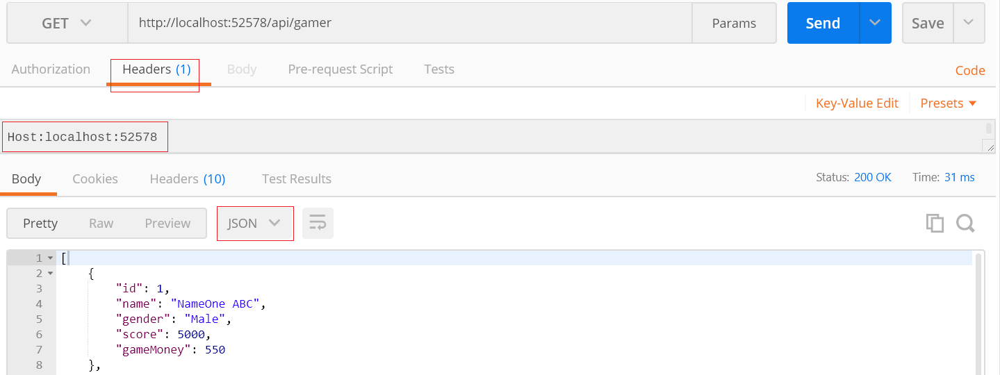 GET http://localhost:52578/api/gamer Params Send Save
Authorization Headers (1) Body Pre-request Script Tests Code
Key-Value Edit Presets
Host:localhost:52578
Body Cookies Headers (10) Test Results Status: 200 OK Time: 31 ms
Pretty Raw Preview JSON
1 [
2 {
3 "id": 1,
4 "name": "NameOne ABC",
5 "gender": "Male",
6 "score": 5000,
7 "gameMoney": 550
8 },